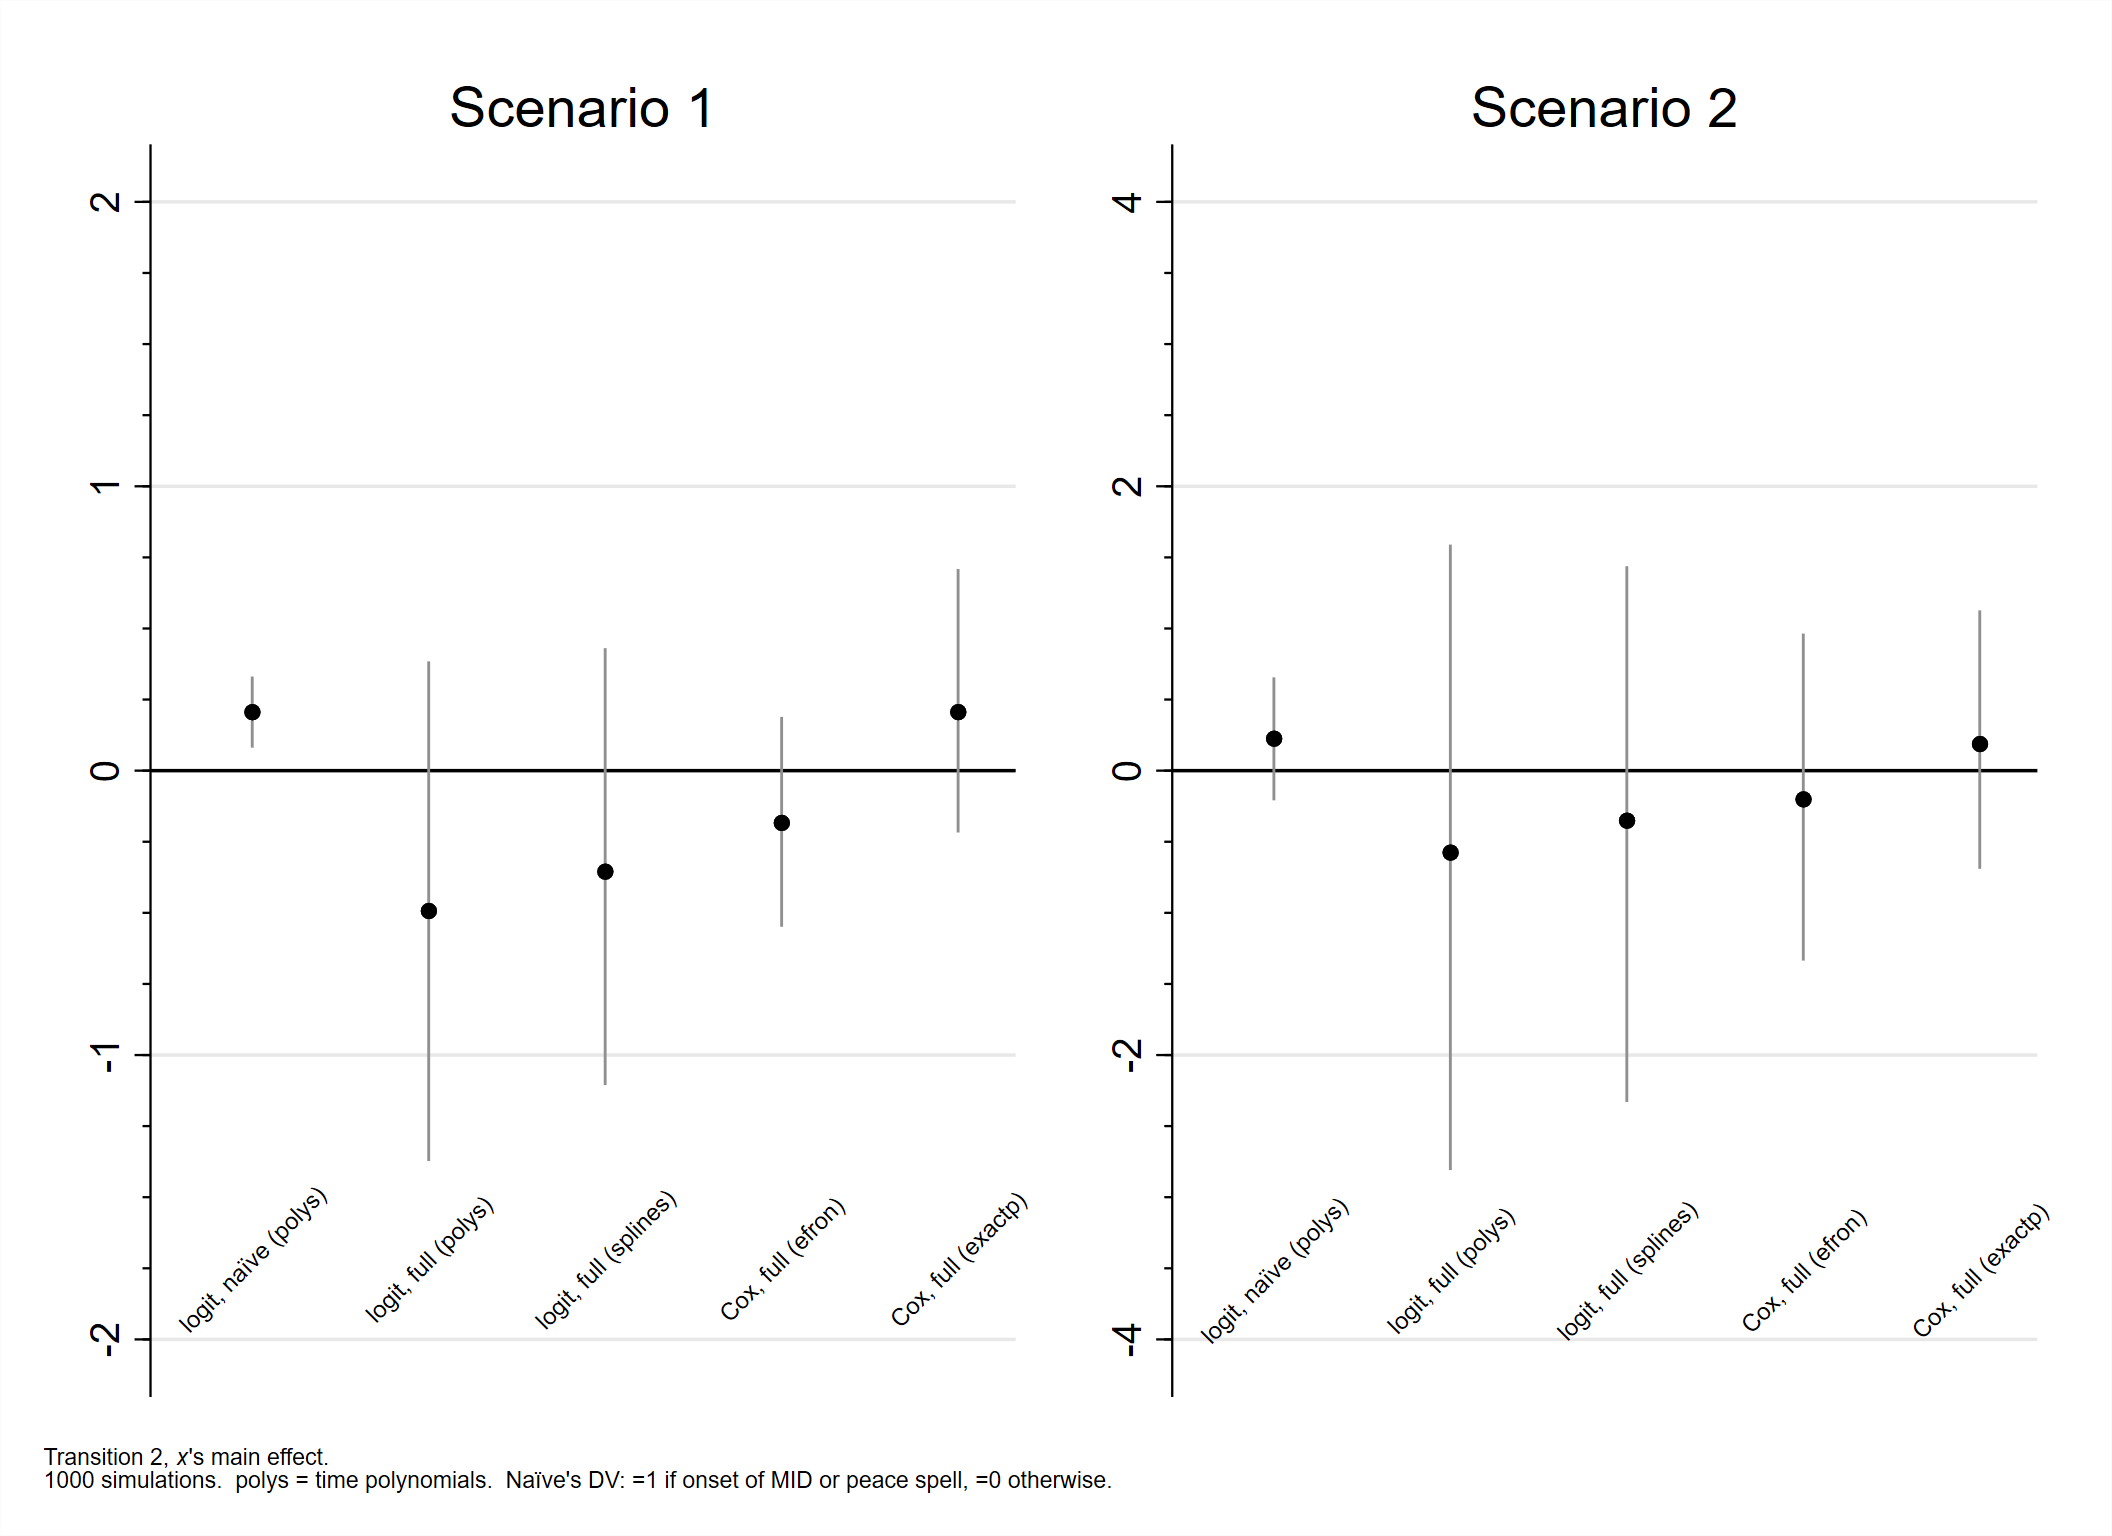 Scenario 1
2
1
0
-1
-2
logit, naïve (polys)
logit, full (polys)
logit, full (splines)
Cox, full (efron)
Cox, full (exactp)
Scenario 2
4
2
0
-2
-4
logit, naïve (polys)
logit, full (polys)
logit, full (splines)
Cox, full (efron)
Cox, full (exactp)
Transition 2, x's main effect.
1000 simulations.  polys = time polynomials.  Naïve's DV: =1 if onset of MID or peace spell, =0 otherwise.